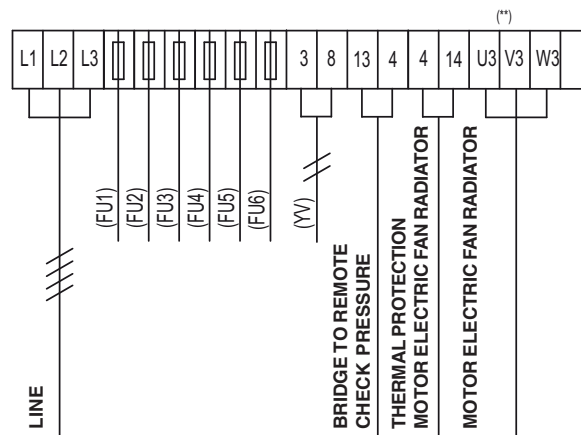 (**)
L1 L2 L3 3 8 13 4 4 14 U3 V3 W3
(FU1)
(FU2)
(FU3)
(FU4)
(FU5)
(FU6)
(YV)
LINE
BRIDGE TO REMOTE
CHECK PRESSURE
THERMAL PROTECTION
MOTOR ELECTRIC FAN RADIATOR
MOTOR ELECTRIC FAN RADIATOR